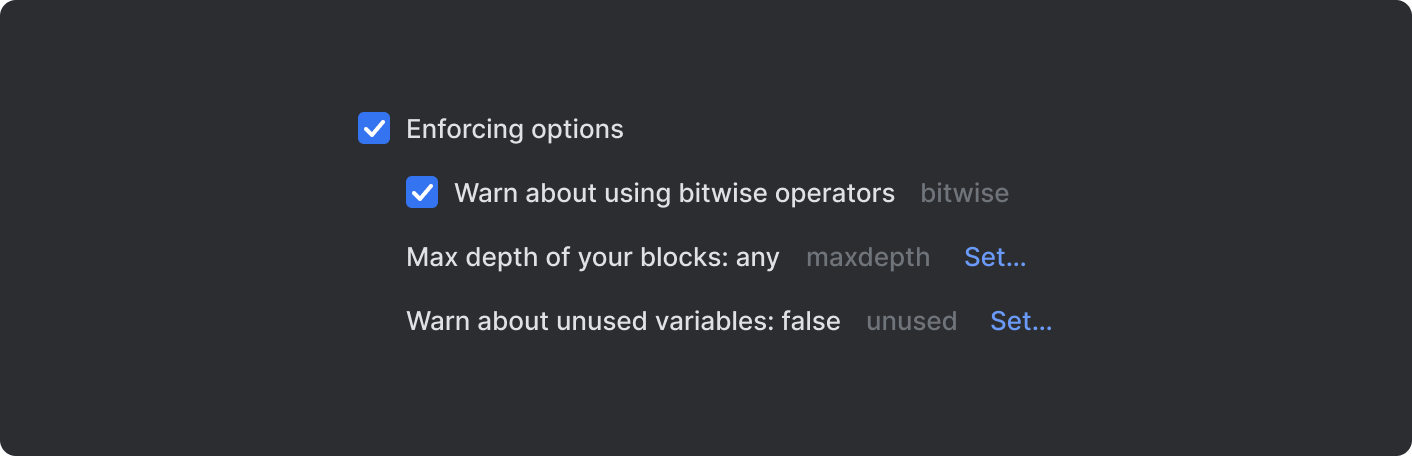 Enforcing options
Warn about using bitwise operators bitwise
Max depth of your blocks: any maxdepth Set...
Warn about unused variables: false unused Set...